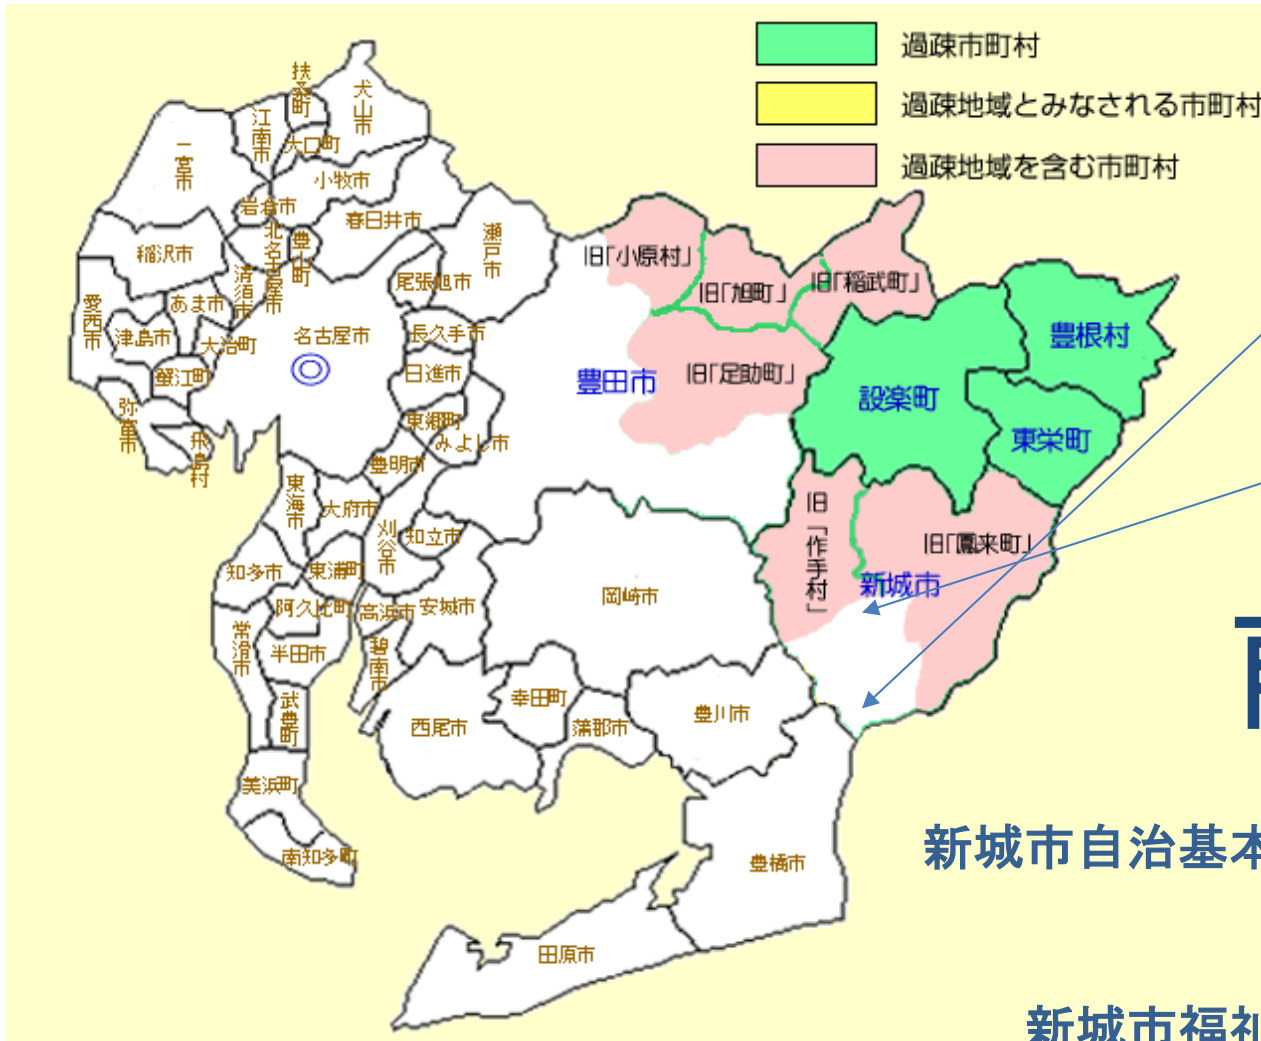 過疎市町村
過疎地域とみなされる市町村
過疎地域を含む市町村
扶桑町
犬山市
江南市
大口町
一宮市
小牧市
岩倉市
春日井市
北名古屋市
豊山町
瀬戸市
稲沢市
清須市
尾張旭市
愛西市
あま市
津島市
大治町
名古屋市
長久手市
蟹江町
日進市
弥富市
飛島村
東郷町
みよし市
豊明市
旧「小原村」
旧「旭町」
旧「稲武町」
豊田市
旧「足助町」
設楽町
豊根村
東栄町
東海市
大府市
刈谷市
知立市
旧「作手村」
旧「鳳来町」
新城市
知多市
東浦町
阿久比町
高浜市
安城市
岡崎市
常滑市
半田市
碧南市
武豊町
西尾市
幸田町
蒲郡市
豊川市
美浜町
南知多町
豊橋市
田原市
新城市自治基本
新城市福祉